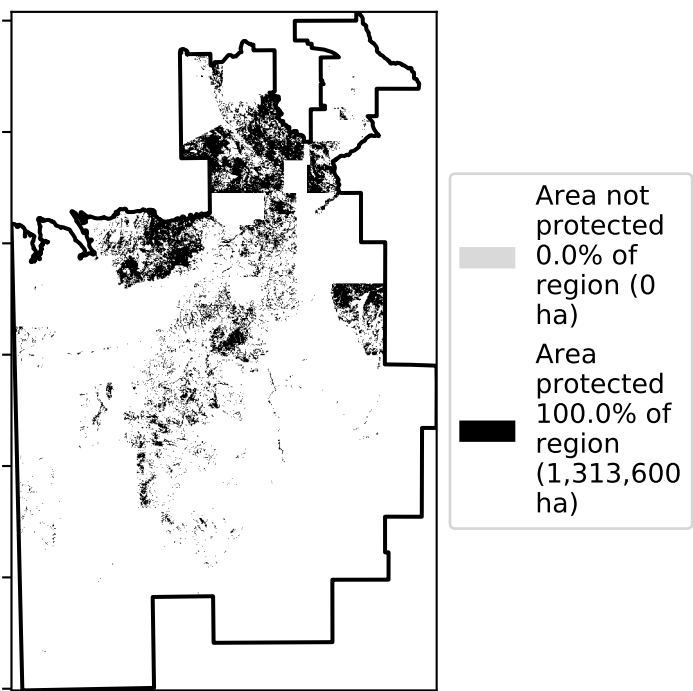 Area not
protected
0.0% of
region (0
ha)
Area
protected
100.0% of
region
(1,313,600
ha)